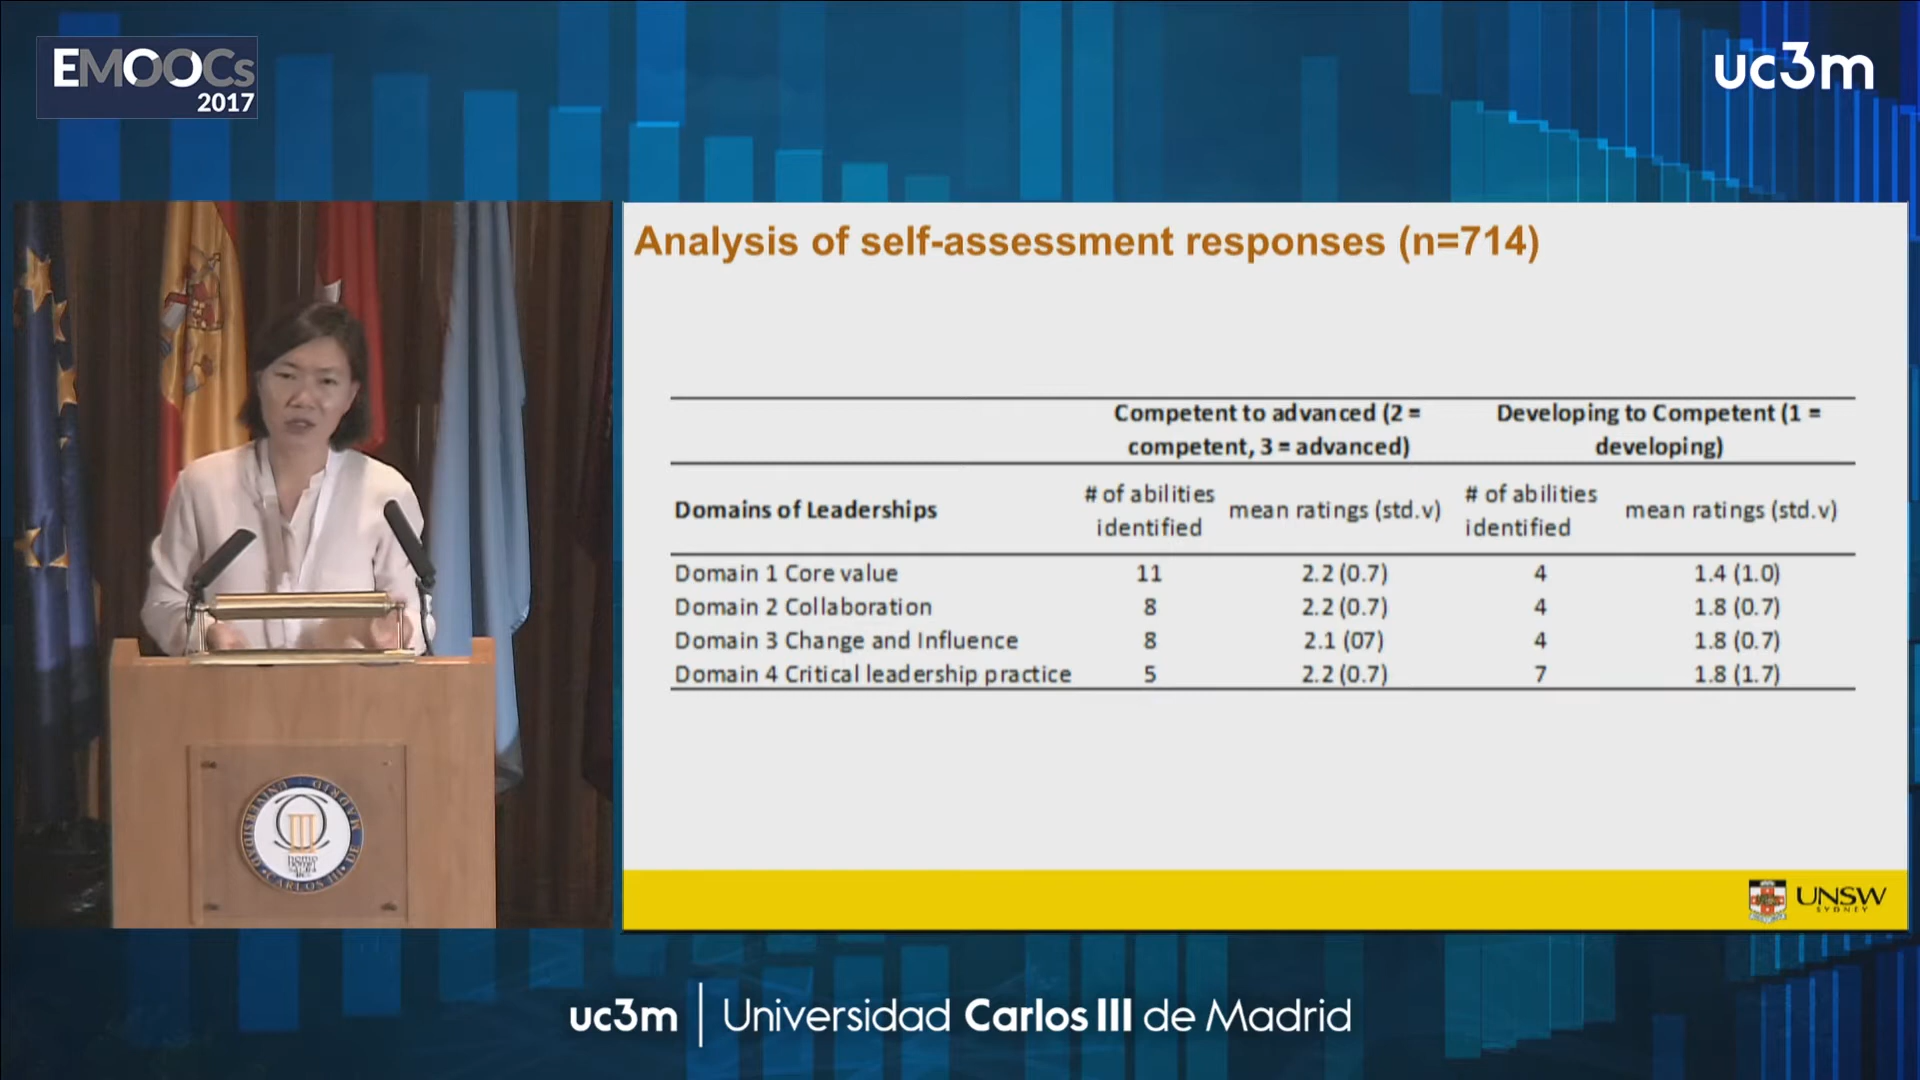 EMOOCs
2017
uc3m
Analysis of self-assessment responses (n=714)
Competent to advanced (2 = competent, 3 = advanced)
Developing to Competent (1 = developing)
Domains of Leaderships
# of abilities identified
mean ratings (std.v)
# of abilities identified
mean ratings (std.v)
Domain 1 Core value 11 2.2 (0.7) 4 1.4 (1.0)
Domain 2 Collaboration 8 2.2 (0.7) 4 1.8 (0.7)
Domain 3 Change and Influence 8 2.1 (07) 4 1.8 (0.7)
Domain 4 Critical leadership practice 5 2.2 (0.7) 7 1.8 (1.7)
UNSW
SYDNEY
UNIVERSIDAD · CARLOS III · DE MADRID
uc3m | Universidad Carlos III de Madrid